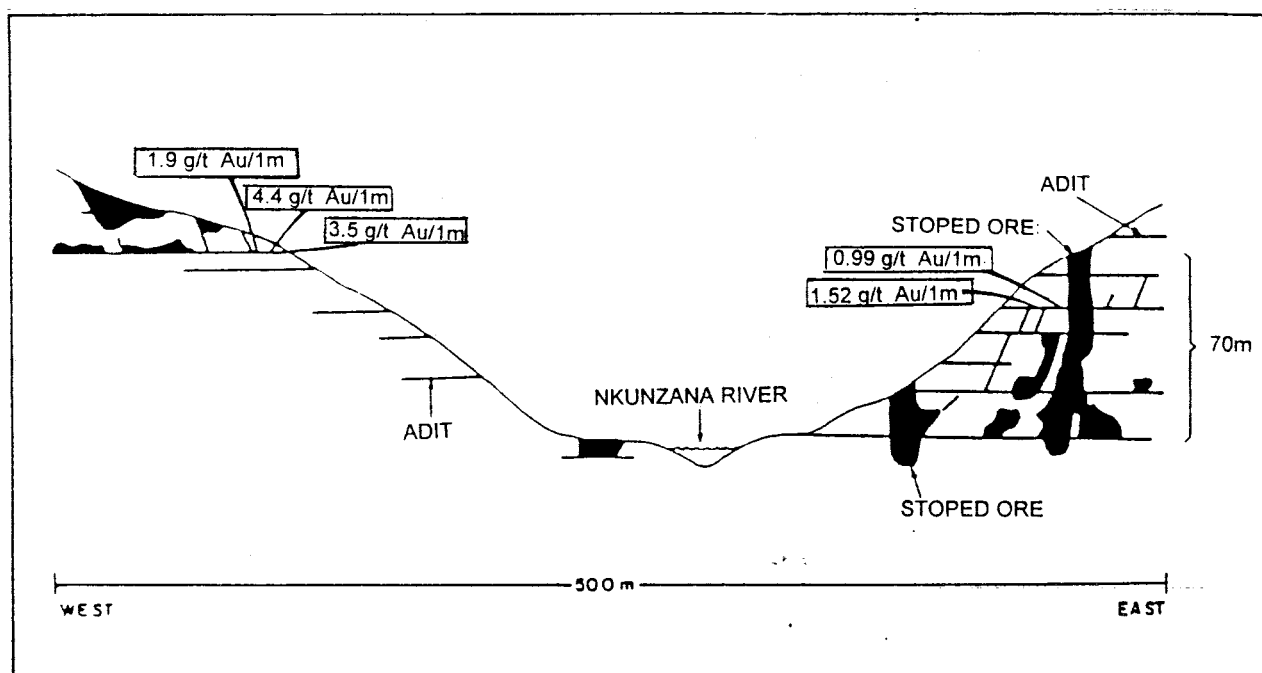 1.9 g/t Au/1m
4.4 g/t Au/1m
3.5 g/t Au/1m
ADIT
STOPED ORE
0.99 g/t Au/1m
1.52 g/t Au/1m
70m
NKUNZANA RIVER
ADIT
STOPED ORE
500m
WEST
EAST